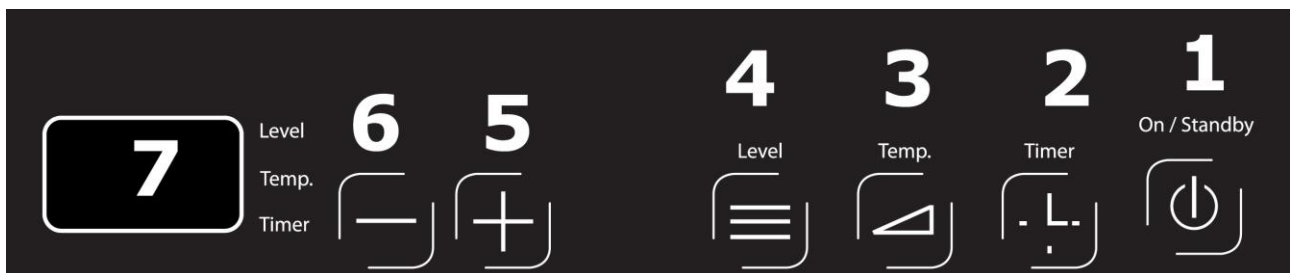 7
Level
Temp.
Timer
6
5
4
Level
3
Temp.
2
Timer
1
On / Standby